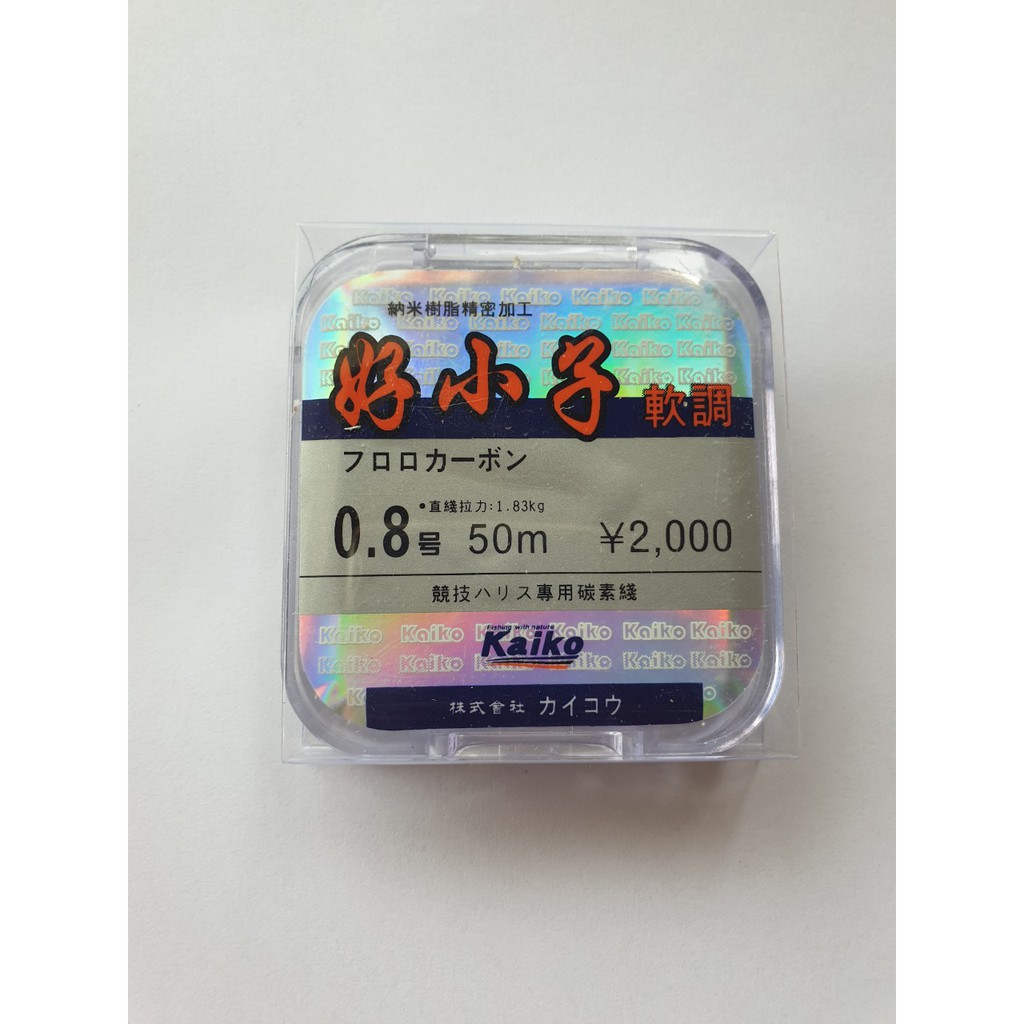 納米樹脂精密加工
好小子 軟調
フロロカーボン
•直綫拉力:1.83kg
0.8号 50m ¥2,000
競技ハリス專用碳素綫
Fishing with nature
Kaiko
株式會社 カイコウ